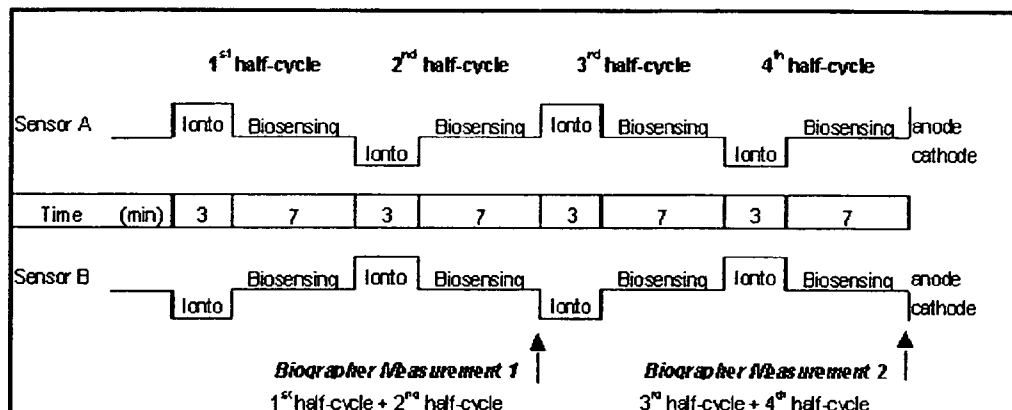 1st half-cycle 2nd half-cycle 3rd half-cycle 4th half-cycle
Sensor A Ionto Biosensing Biosensing Ionto Biosensing Biosensing anode
Ionto Ionto cathode
Time (min) 3 7 3 7 3 7 3 7
Sensor B Biosensing Ionto Biosensing Biosensing Ionto Biosensing anode
Ionto Ionto cathode
Biographer Measurement 1 Biographer Measurement 2
1st half-cycle + 2nd half-cycle 3rd half-cycle + 4th half-cycle